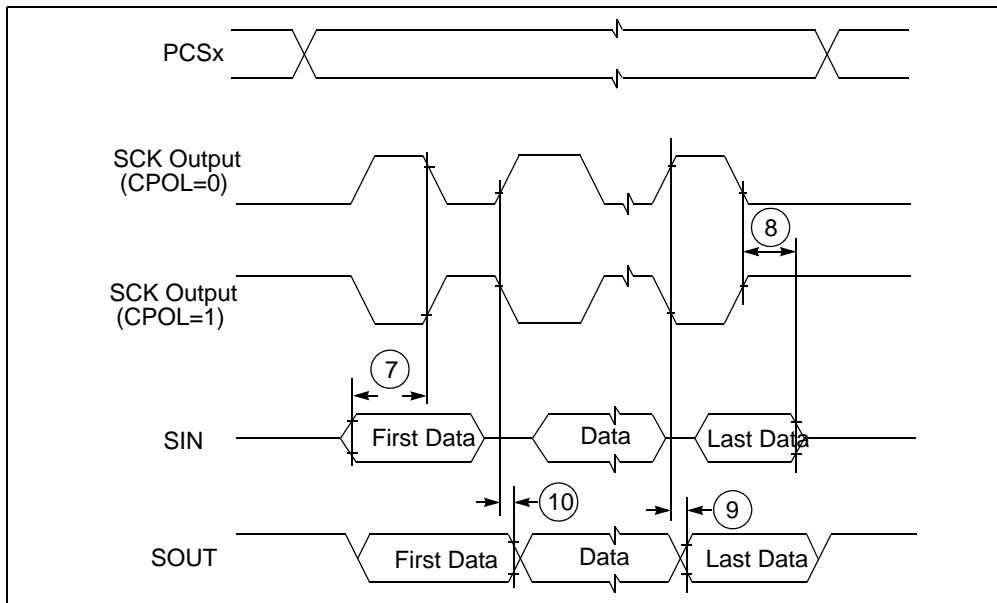 PCSx
SCK Output
(CPOL=0)
8
SCK Output
(CPOL=1)
7
SIN
First Data
Data
Last Data
10
9
SOUT
First Data
Data
Last Data